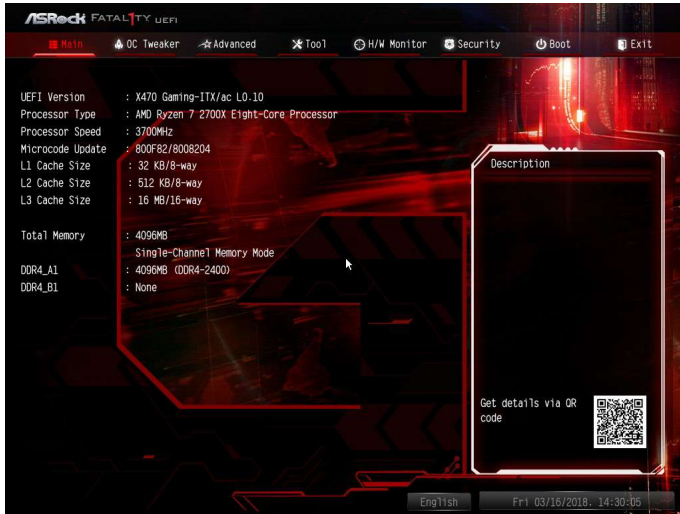 ASRock FATAL1TY UEFI
Main OC Tweaker Advanced Tool H/W Monitor Security Boot Exit
UEFI Version : X470 Gaming-ITX/ac L0.10
Processor Type : AMD Ryzen 7 2700X Eight-Core Processor
Processor Speed : 3700MHz
Microcode Update : 800F82/8008204
L1 Cache Size : 32 KB/8-way
L2 Cache Size : 512 KB/8-way
L3 Cache Size : 16 MB/16-way
Total Memory : 4096MB
Single-Channel Memory Mode
DDR4_A1 : 4096MB (DDR4-2400)
DDR4_B1 : None
Description
Get details via QR
code
English
Fri 03/16/2018. 14:30:05